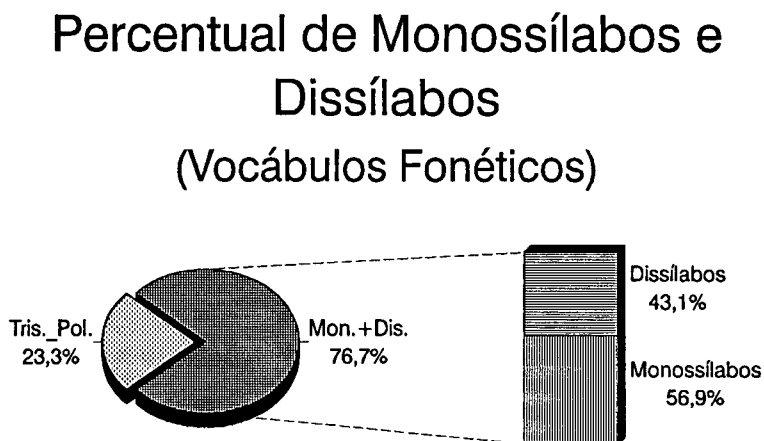 Percentual de Monossílabos e
Dissílabos
(Vocábulos Fonéticos)
Tris._Pol.
23,3%
Mon.+Dis.
76,7%
Dissílabos
43,1%
Monossílabos
56,9%